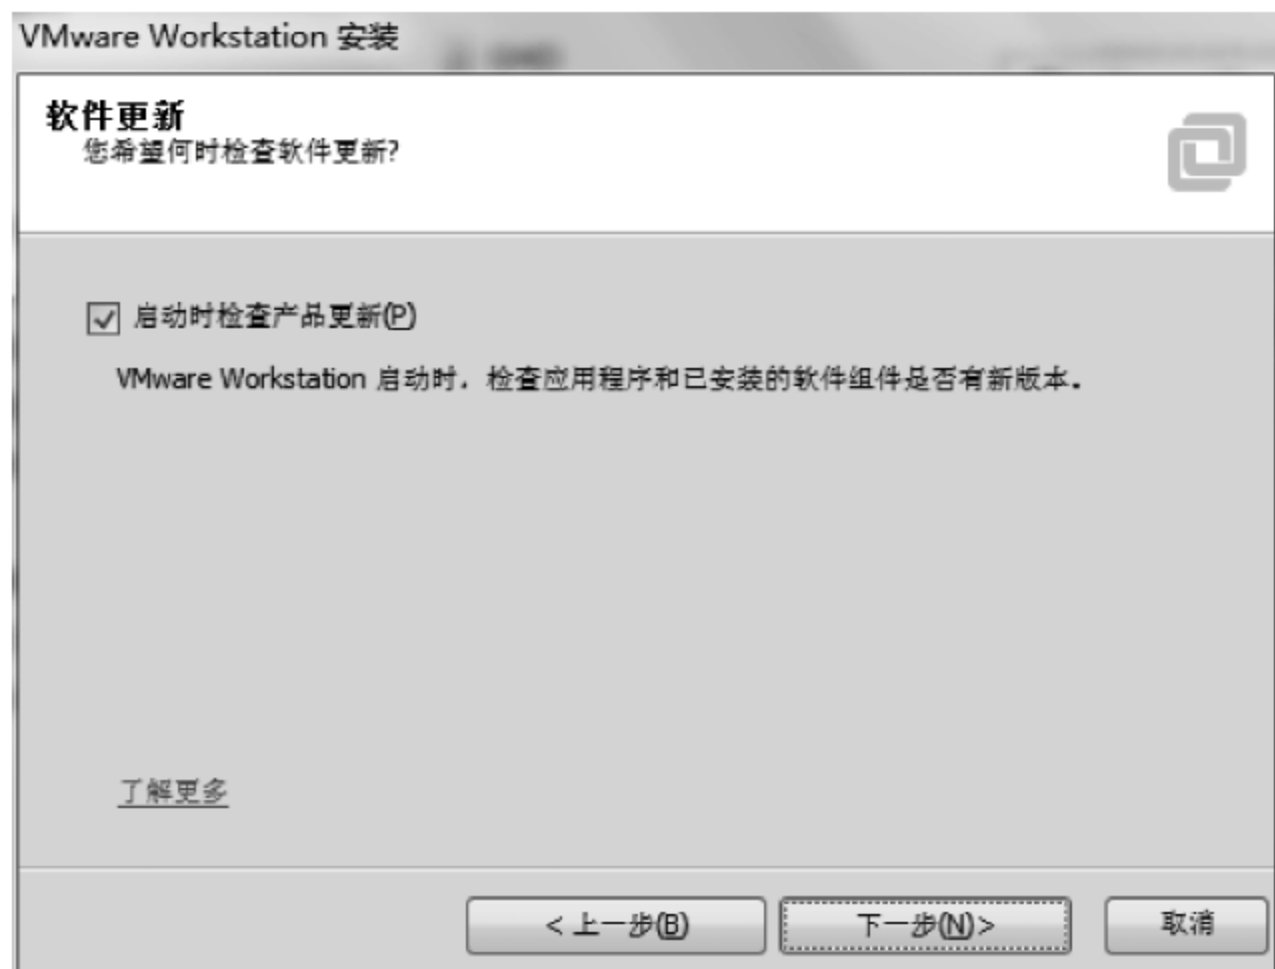 VMware Workstation 安装
软件更新
您希望何时检查软件更新?
启动时检查产品更新(P)
VMware Workstation 启动时，检查应用程序和已安装的软件组件是否有新版本。
了解更多
< 上一步(B)
下一步(N)>
取消